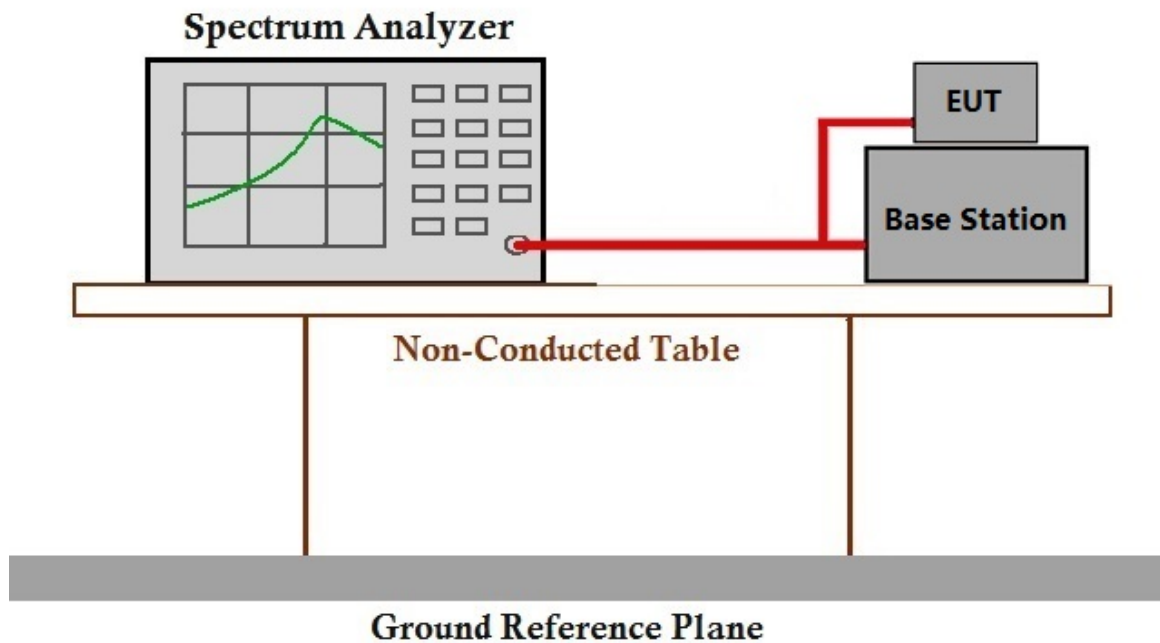 Spectrum Analyzer
EUT
Base Station
Non-Conducted Table
Ground Reference Plane